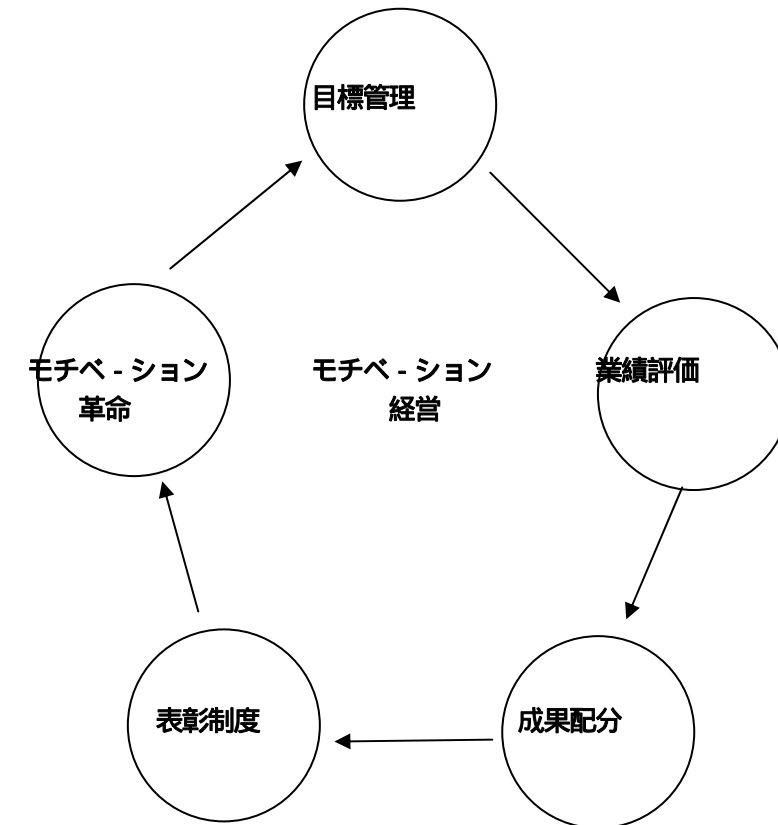 目標管理
モチベ - ション
革命
モチベ - ション
経営
業績評価
表彰制度
成果配分